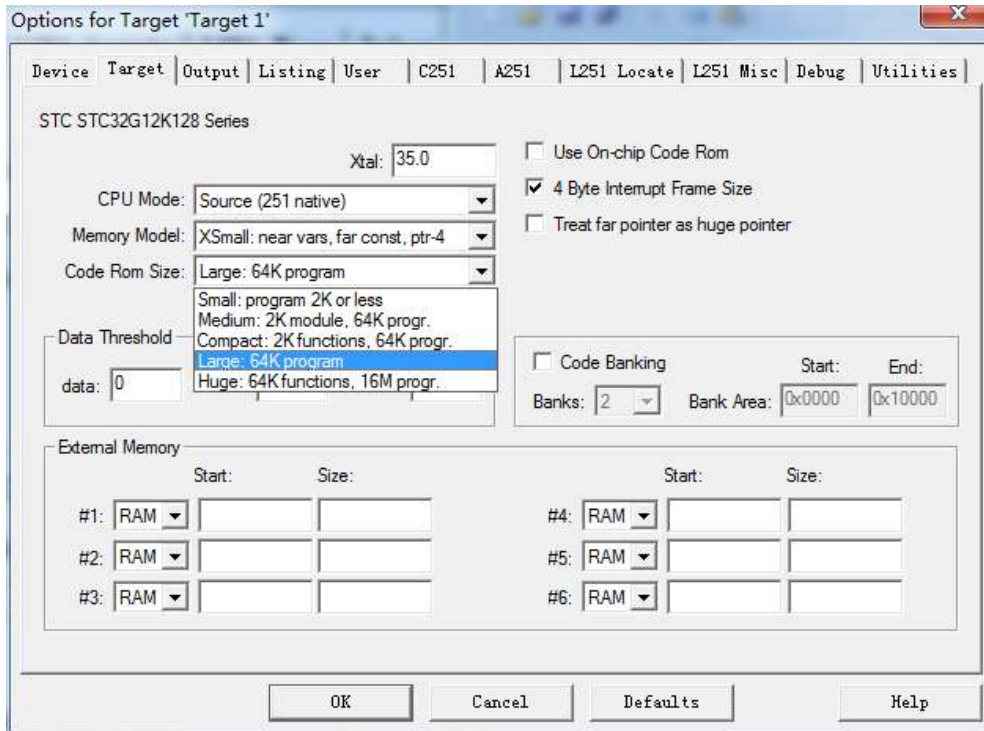 Options for Target 'Target 1'
x
Device Target Output Listing User C251 A251 L251 Locate L251 Misc Debug Utilities
STC STC32G12K128 Series
Xtal: 35.0
Use On-chip Code Rom
CPU Mode: Source (251 native)
4 Byte Interrupt Frame Size
Memory Model: XSmall: near vars, far const, ptr-4
Treat far pointer as huge pointer
Code Rom Size: Large: 64K program
Small: program 2K or less
Medium: 2K module, 64K progr.
Compact: 2K functions, 64K progr.
Large: 64K program
Huge: 64K functions, 16M progr.
Data Threshold
data: 0
Code Banking Start: End:
Banks: 2 Bank Area: 0x0000 0x10000
External Memory
Start: Size: Start: Size:
#1: RAM #4: RAM
#2: RAM #5: RAM
#3: RAM #6: RAM
OK Cancel Defaults Help